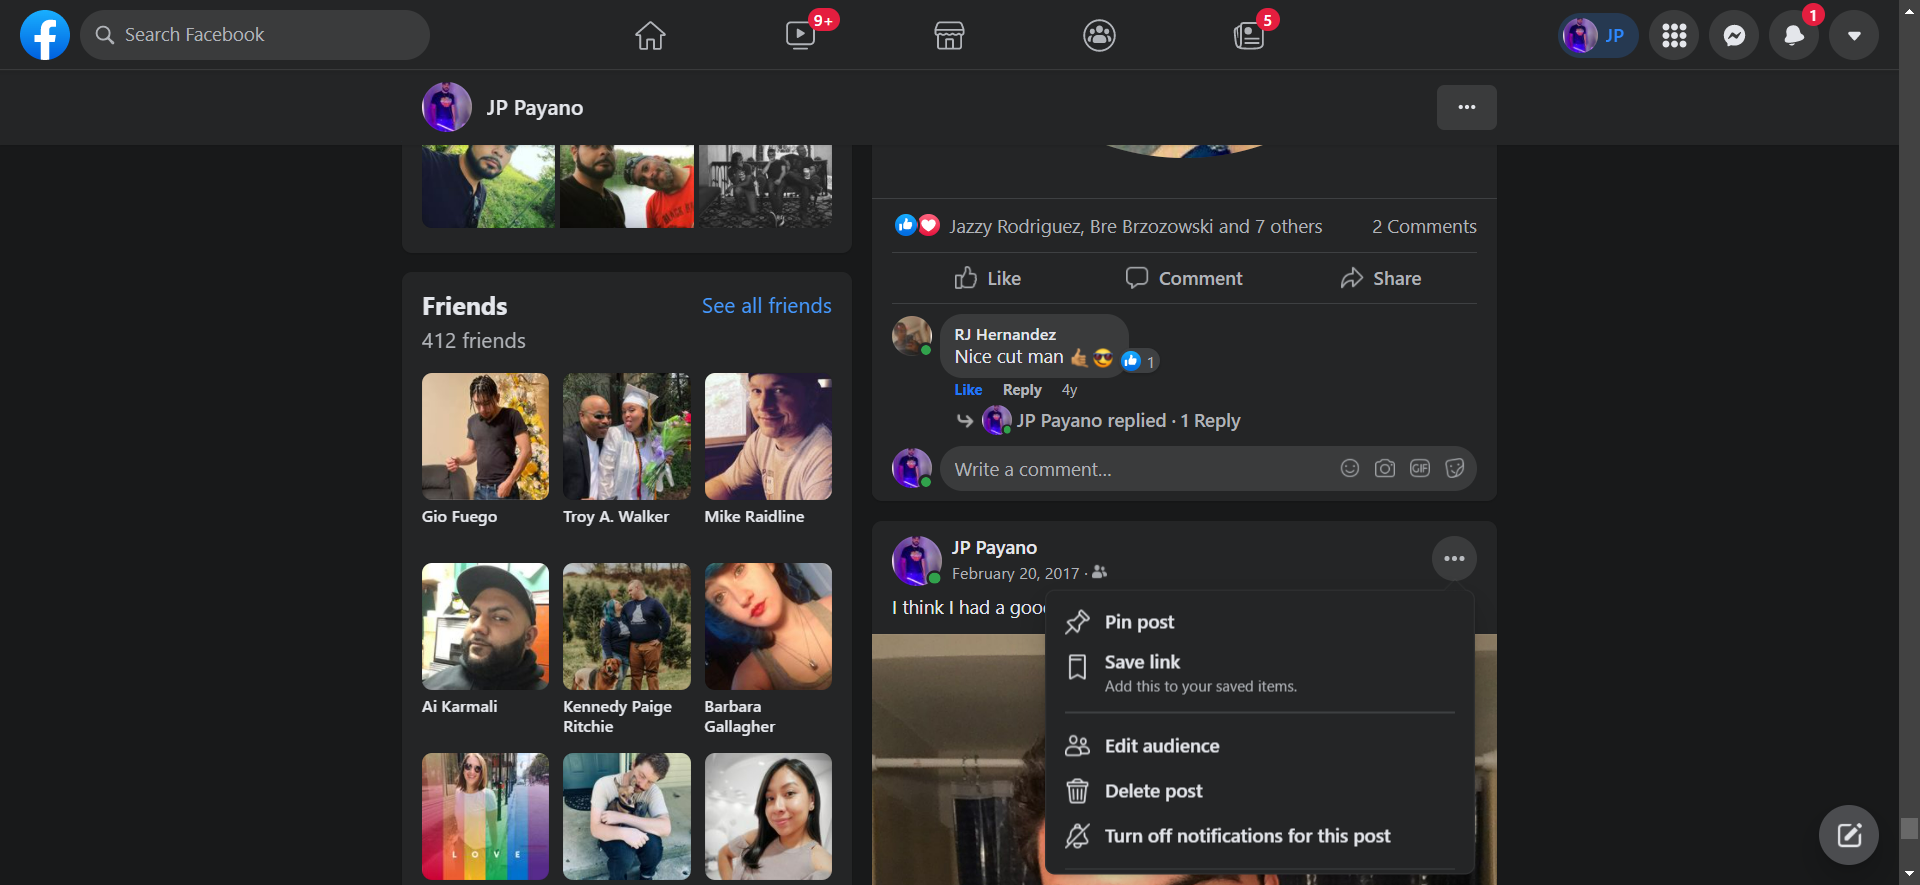 Search Facebook
9+
5
JP
1
JP Payano
Jazzy Rodriguez, Bre Brzozowski and 7 others
2 Comments
Like
Comment
Share
Friends
See all friends
412 friends
Gio Fuego
Troy A. Walker
Mike Raidline
Ai Karmali
Kennedy Paige
Ritchie
Barbara
Gallagher
LOVE
RJ Hernandez
Nice cut man 🤙🏽😎
1
Like Reply 4y
JP Payano replied · 1 Reply
Write a comment...
GIF
JP Payano
February 20, 2017 ·
I think I had a goo
Pin post
Save link
Add this to your saved items.
Edit audience
Delete post
Turn off notifications for this post